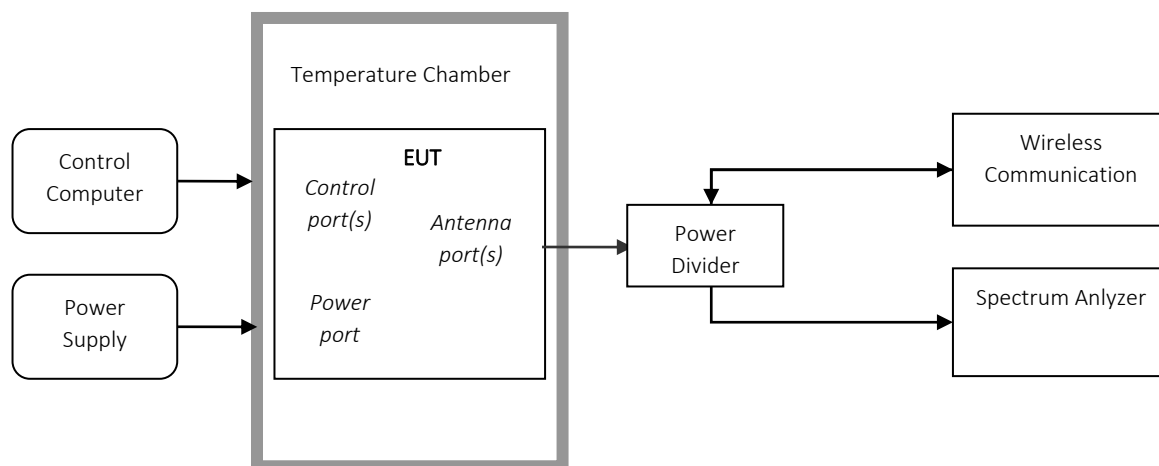 Temperature Chamber
Control
Computer
Power
Supply
EUT
Control
port(s)
Antenna
port(s)
Power
port
Power
Divider
Wireless
Communication
Spectrum Anlyzer